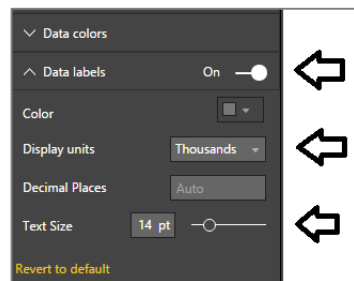 Data colors
Data labels On
Color
Display units Thousands
Decimal Places Auto
Text Size 14 pt
Revert to default